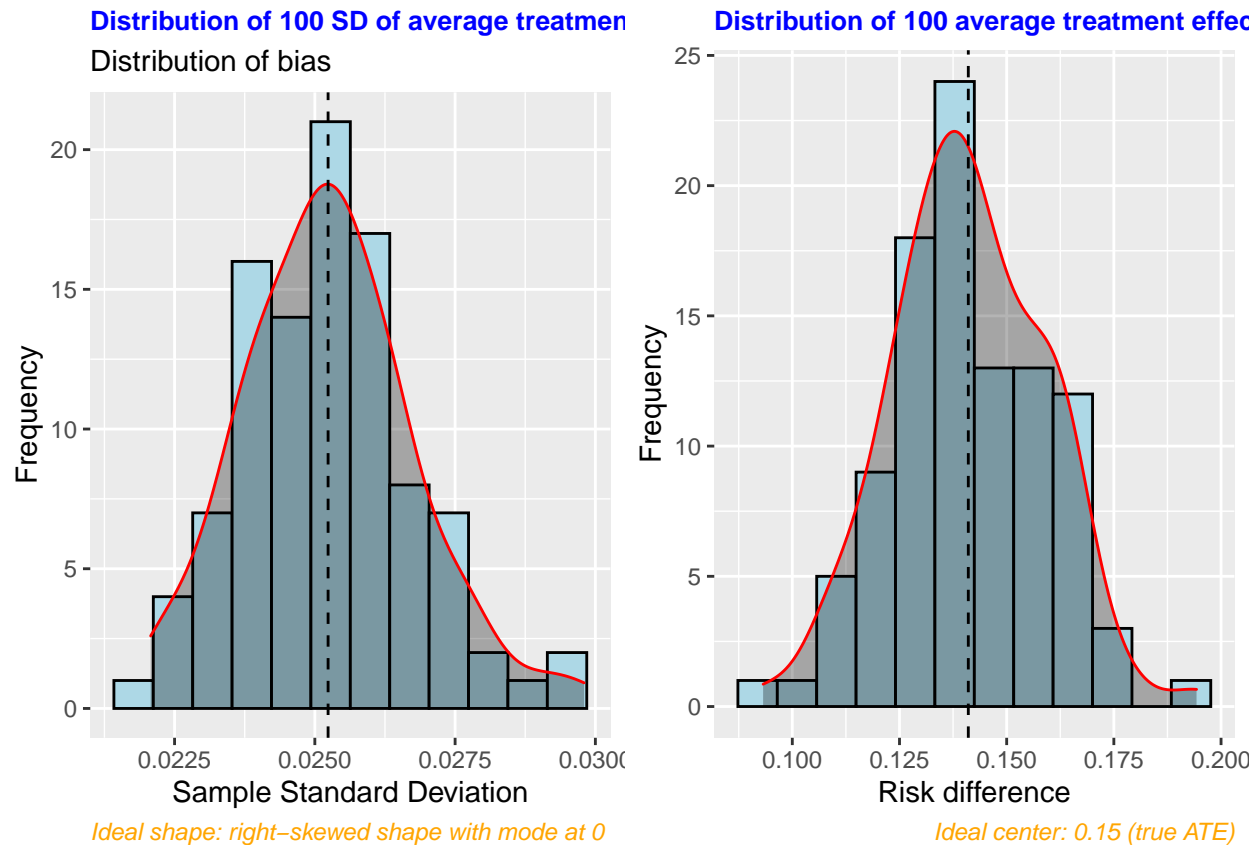 Distribution of 100 SD of average treatmen
Distribution of bias
20
15
10
5
0
Frequency
0.0225
0.0250
0.0275
0.030
Sample Standard Deviation
Ideal shape: right−skewed shape with mode at 0
Distribution of 100 average treatment effec
25
20
15
10
5
0
Frequency
0.100
0.125
0.150
0.175
0.200
Risk difference
Ideal center: 0.15 (true ATE)